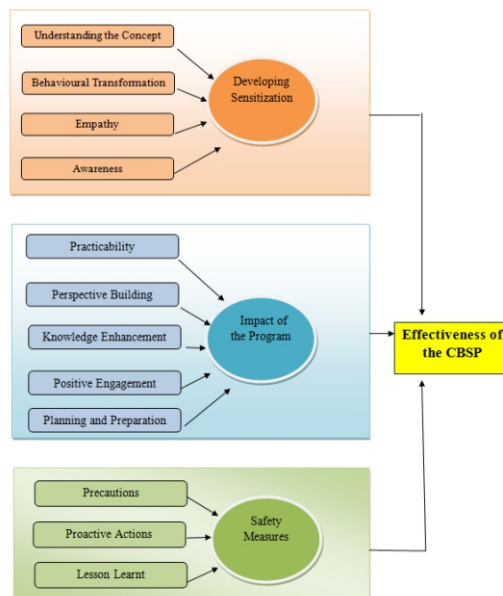 Understanding the Concept
Behavioural Transformation
Empathy
Awareness
Developing
Sensitization
Practicability
Perspective Building
Knowledge Enhancement
Positive Engagement
Planning and Preparation
Impact of
the Program
Effectiveness of
the CBSP
Precautions
Proactive Actions
Lesson Learnt
Safety
Measures